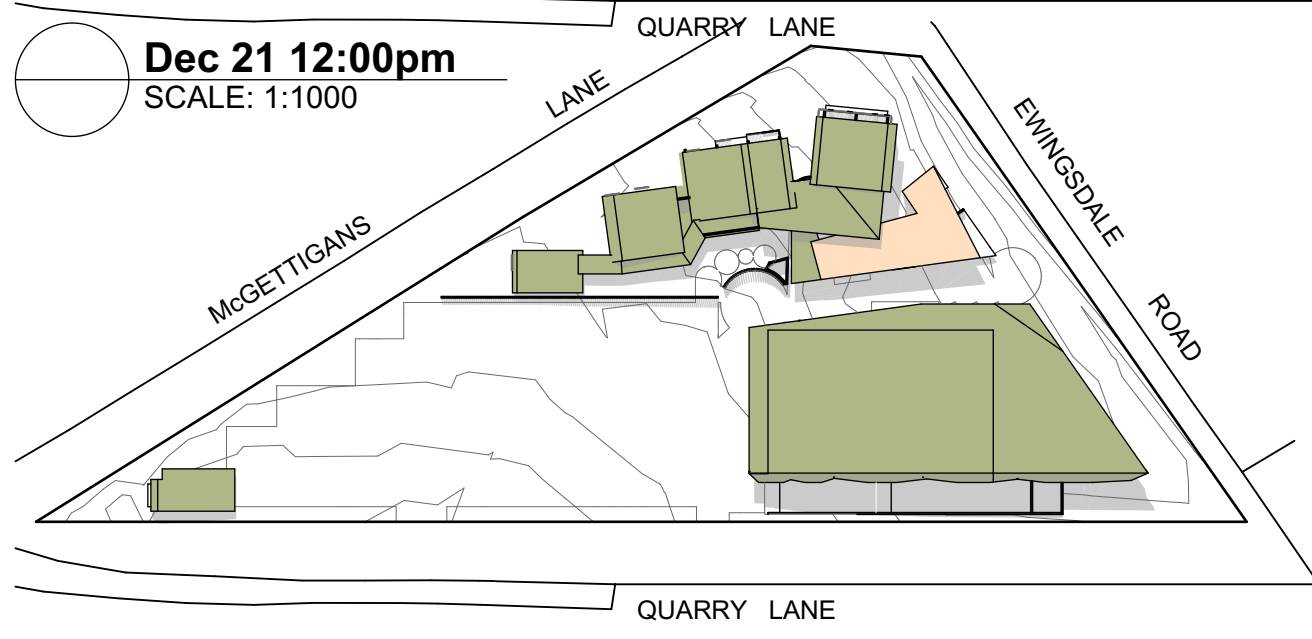 QUARRY LANE
Dec 21 12:00pm
SCALE: 1:1000
LANE
McGETTIGANS
EWINGSDALE
ROAD
QUARRY LANE